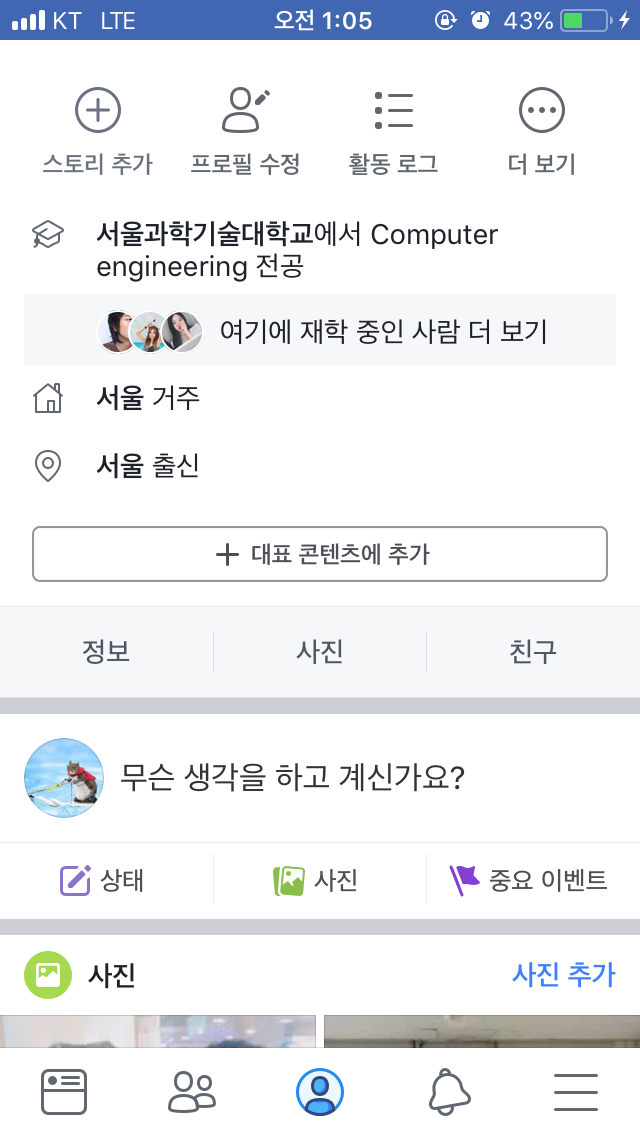 KT LTE 오전 1:05 43%
스토리 추가 프로필 수정 활동 로그 더 보기
서울과학기술대학교에서 Computer
engineering 전공
여기에 재학 중인 사람 더 보기
서울 거주
서울 출신
대표 콘텐츠에 추가
정보 사진 친구
무슨 생각을 하고 계신가요?
상태 사진 중요 이벤트
사진 사진 추가